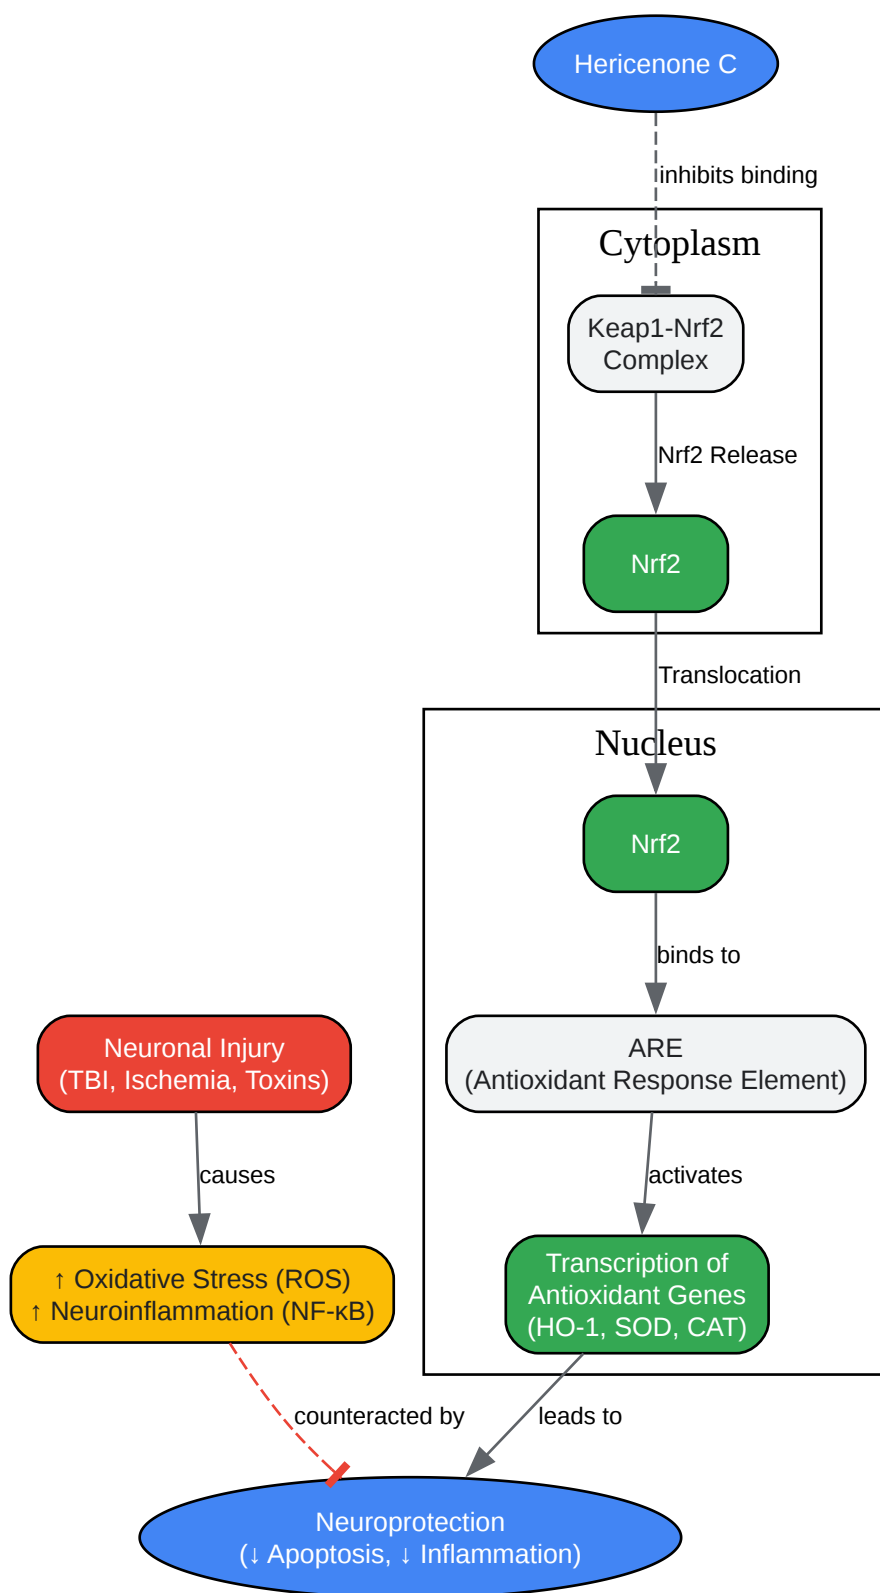 Hericenone C
inhibits binding
Cytoplasm
Keap1-Nrf2
Complex
Nrf2 Release
Nrf2
Translocation
Nucleus
Nrf2
binds to
Neuronal Injury
(TBI, Ischemia, Toxins)
ARE
(Antioxidant Response Element)
causes
activates
↑ Oxidative Stress (ROS)
↑ Neuroinflammation (NF-κB)
Transcription of
Antioxidant Genes
(HO-1, SOD, CAT)
counteracted by
leads to
Neuroprotection
(↓ Apoptosis, ↓ Inflammation)